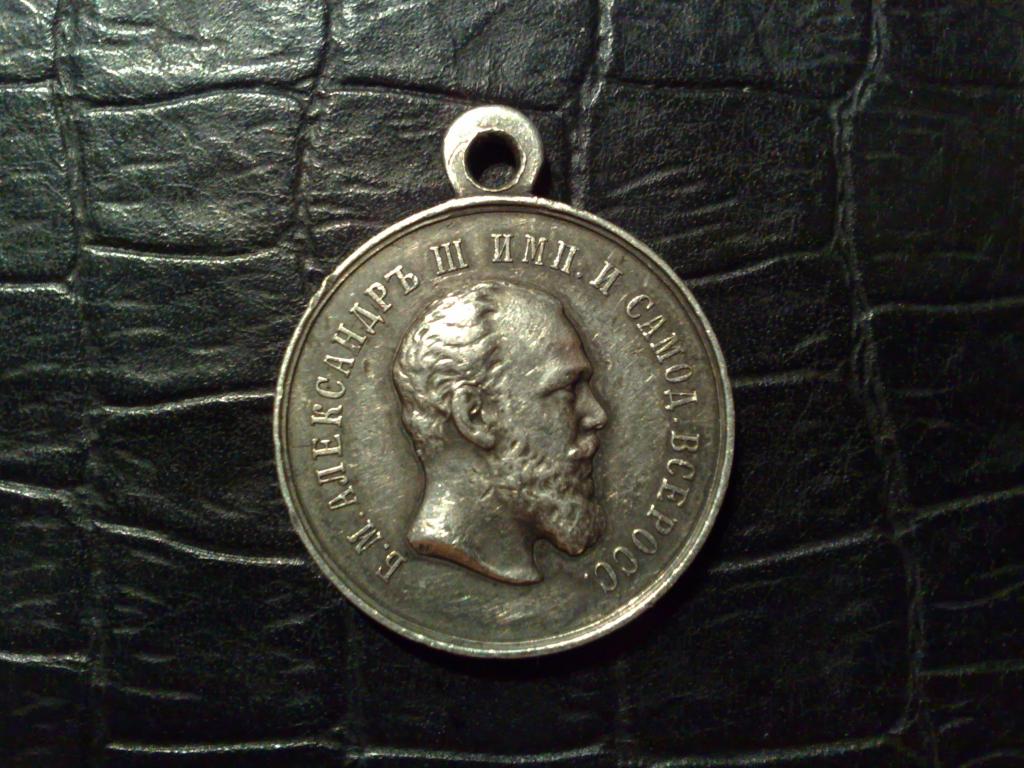 Б. М. АЛЕКСАНДРЪ III ИМП. И САМОД. ВСЕРОСС.